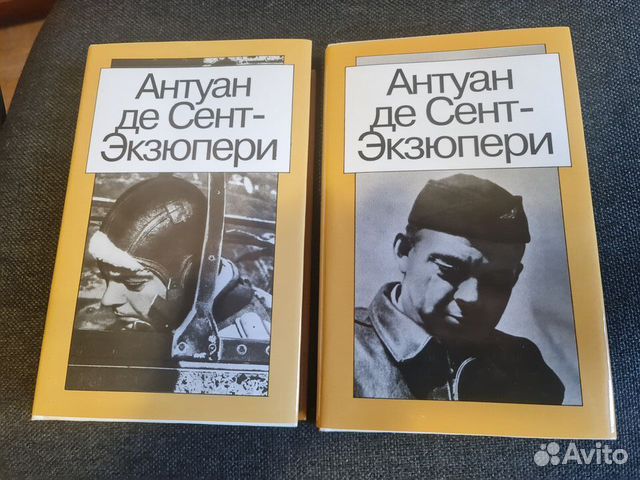 Антуан
де Сент-
Экзюпери
Антуан
де Сент-
Экзюпери
Avito